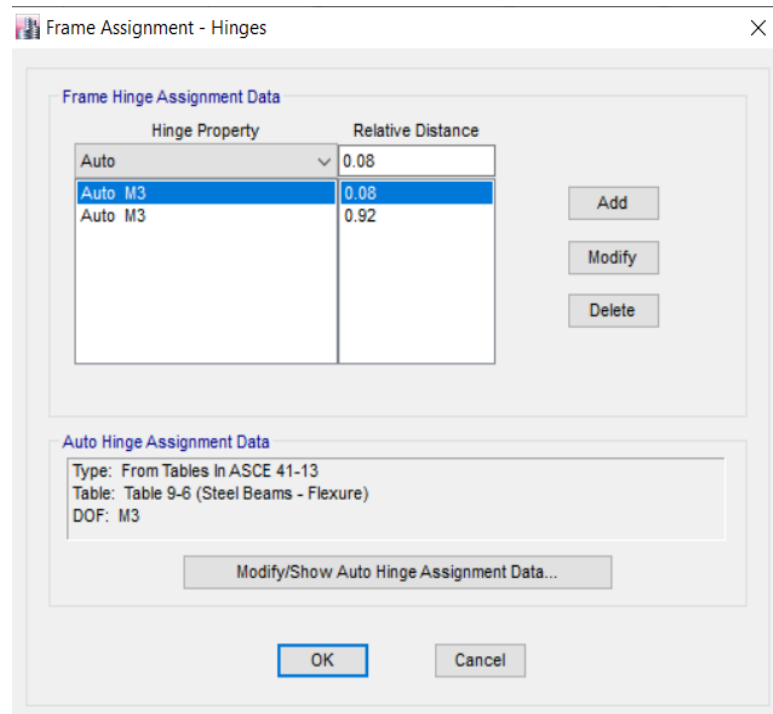 Frame Assignment - Hinges
Frame Hinge Assignment Data
Hinge Property Relative Distance
Auto 0.08
Auto M3 0.08
Auto M3 0.92
Add
Modify
Delete
Auto Hinge Assignment Data
Type: From Tables In ASCE 41-13
Table: Table 9-6 (Steel Beams - Flexure)
DOF: M3
Modify/Show Auto Hinge Assignment Data...
OK Cancel